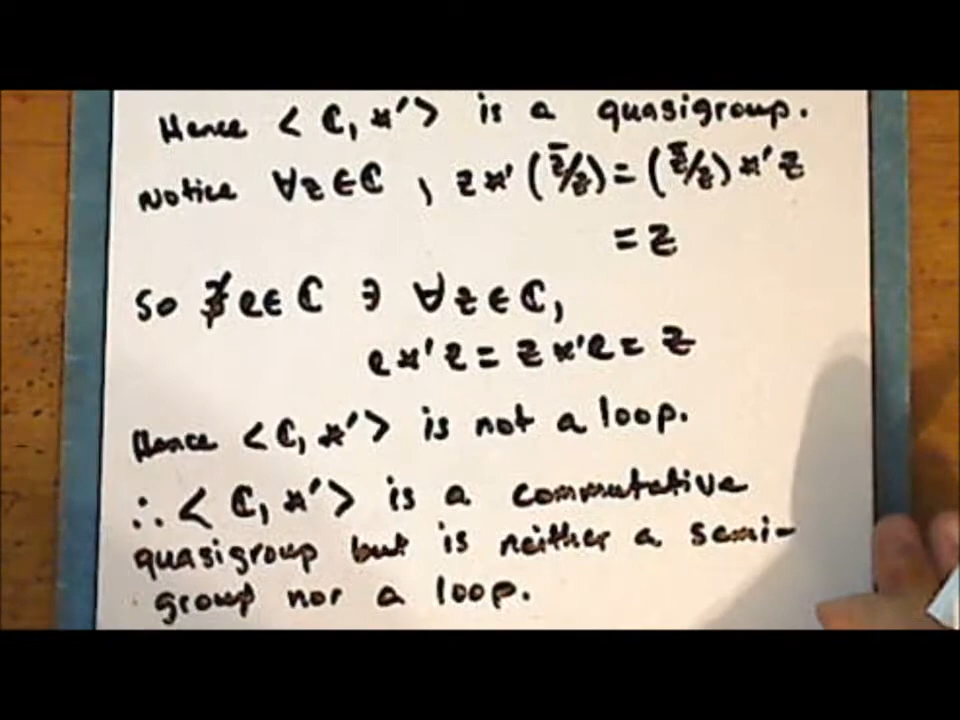 Hence < ℂ, *' > is a quasigroup.
Notice ∀z∈ℂ, z *' (z̄/z) = (z̄/z) *' z
= z
So ∄ e∈ ℂ ∋ ∀z∈ℂ,
e *' z = z *' e = z
Hence < ℂ, *' > is not a loop.
∴ < ℂ, *' > is a commutative
quasigroup but is neither a semi-
group nor a loop.